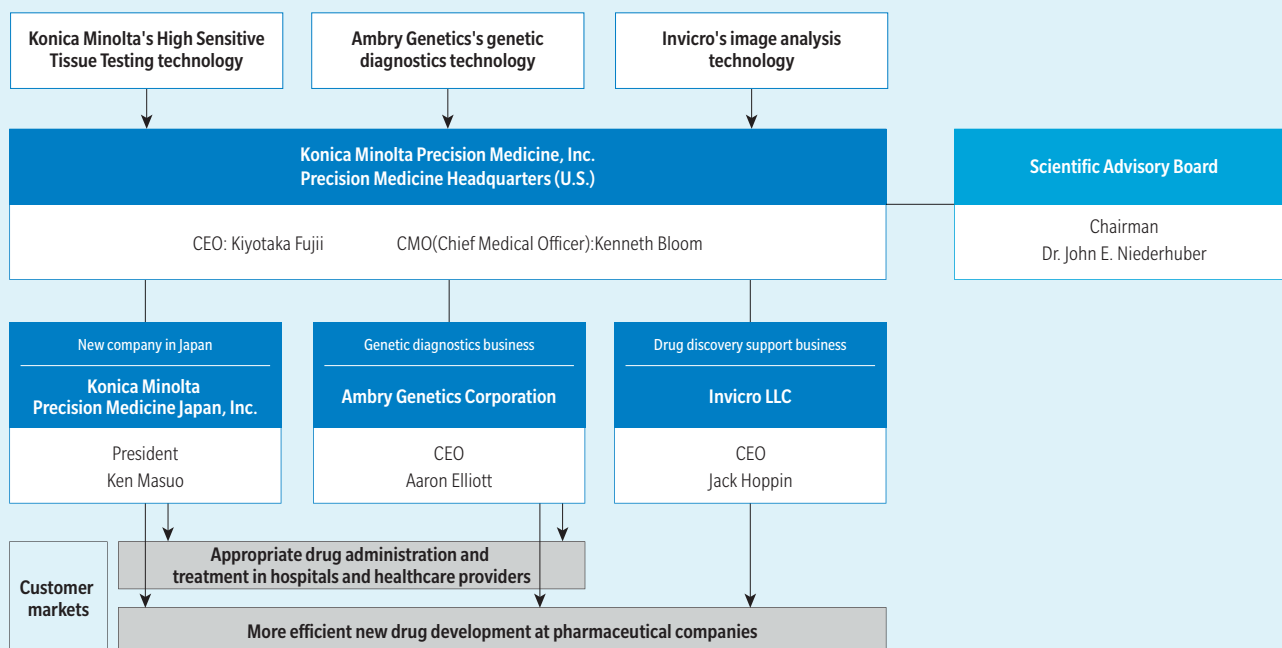 Konica Minolta's High Sensitive
Tissue Testing technology
Ambry Genetics's genetic
diagnostics technology
Invicro's image analysis
technology
Konica Minolta Precision Medicine, Inc.
Precision Medicine Headquarters (U.S.)
CEO: Kiyotaka Fujii
CMO(Chief Medical Officer):Kenneth Bloom
Scientific Advisory Board
Chairman
Dr. John E. Niederhuber
New company in Japan
Konica Minolta
Precision Medicine Japan, Inc.
President
Ken Masuo
Genetic diagnostics business
Ambry Genetics Corporation
CEO
Aaron Elliott
Drug discovery support business
Invicro LLC
CEO
Jack Hoppin
Customer
markets
Appropriate drug administration and
treatment in hospitals and healthcare providers
More efficient new drug development at pharmaceutical companies